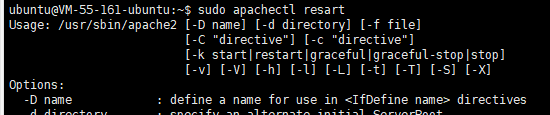 ubuntu@VM-55-161-ubuntu:~$ sudo apachectl resart
Usage: /usr/sbin/apache2 [-D name] [-d directory] [-f file]
[-C "directive"] [-c "directive"]
[-k start|restart|graceful|graceful-stop|stop]
[-v] [-V] [-h] [-l] [-L] [-t] [-T] [-S] [-X]
Options:
-D name : define a name for use in <IfDefine name> directives
-d directory : specify an alternate initial ServerRoot